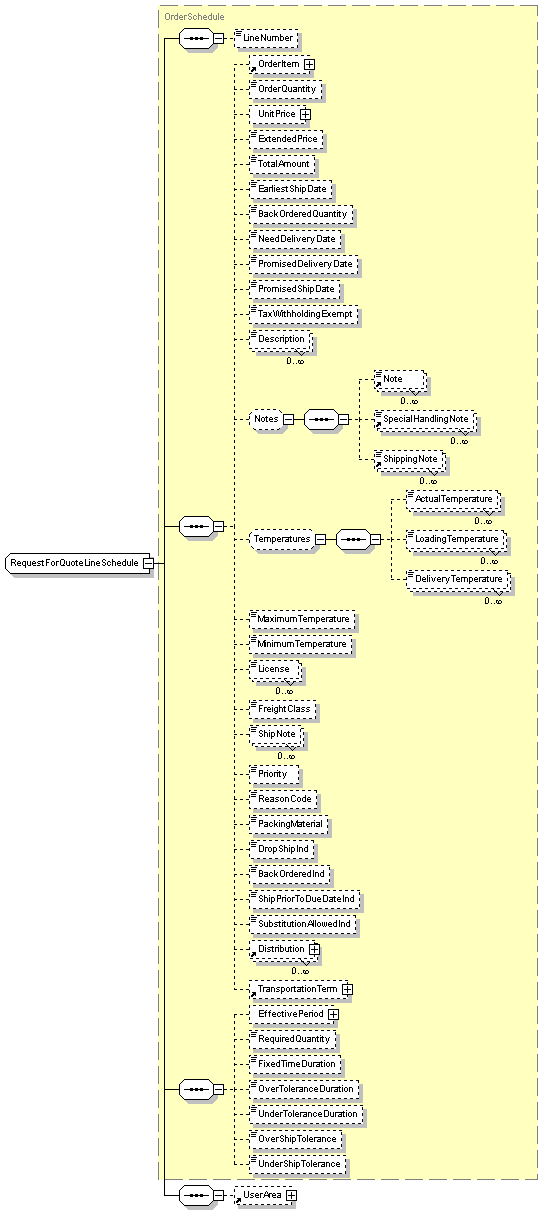 OrderSchedule
LineNumber
OrderItem
OrderQuantity
UnitPrice
ExtendedPrice
TotalAmount
EarliestShipDate
BackOrderedQuantity
NeedDeliveryDate
PromisedDeliveryDate
PromisedShipDate
TaxWithholdingExempt
Description
0..∞
Notes
Note
0..∞
SpecialHandlingNote
0..∞
ShippingNote
0..∞
Temperatures
ActualTemperature
0..∞
LoadingTemperature
0..∞
DeliveryTemperature
0..∞
RequestForQuoteLineSchedule
MaximumTemperature
MinimumTemperature
License
0..∞
FreightClass
ShipNote
0..∞
Priority
ReasonCode
PackingMaterial
DropShipInd
BackOrderedInd
ShipPriorToDueDateInd
SubstitutionAllowedInd
Distribution
0..∞
TransportationTerm
EffectivePeriod
RequiredQuantity
FixedTimeDuration
OverToleranceDuration
UnderToleranceDuration
OverShipTolerance
UnderShipTolerance
UserArea